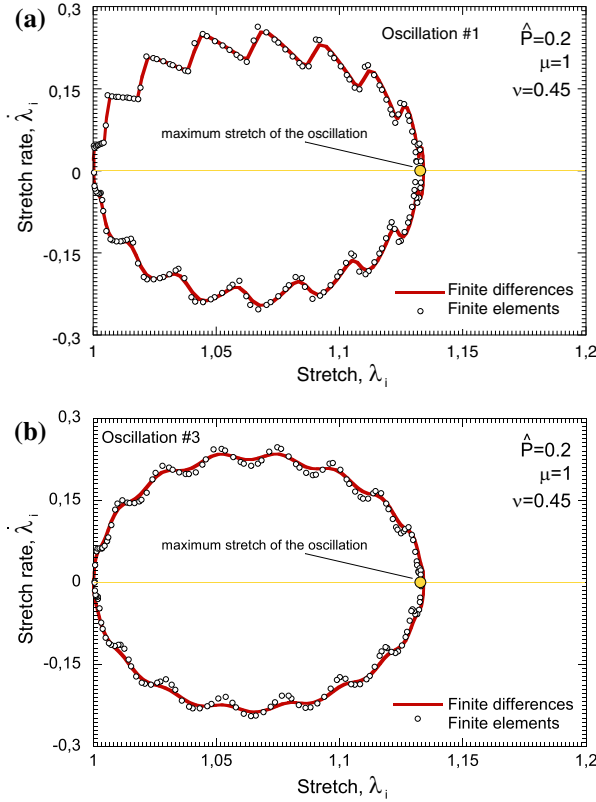 (a)
0,3
0,15
0
-0,15
-0,3
Stretch rate, λ̇ i
Oscillation #1
P̂=0.2
μ=1
ν=0.45
maximum stretch of the oscillation
Finite differences
Finite elements
1 1,05 1,1 1,15 1,2
Stretch, λ i
(b)
0,3
0,15
0
-0,15
-0,3
Stretch rate, λ̇ i
Oscillation #3
P̂=0.2
μ=1
ν=0.45
maximum stretch of the oscillation
Finite differences
Finite elements
1 1,05 1,1 1,15 1,2
Stretch, λ i